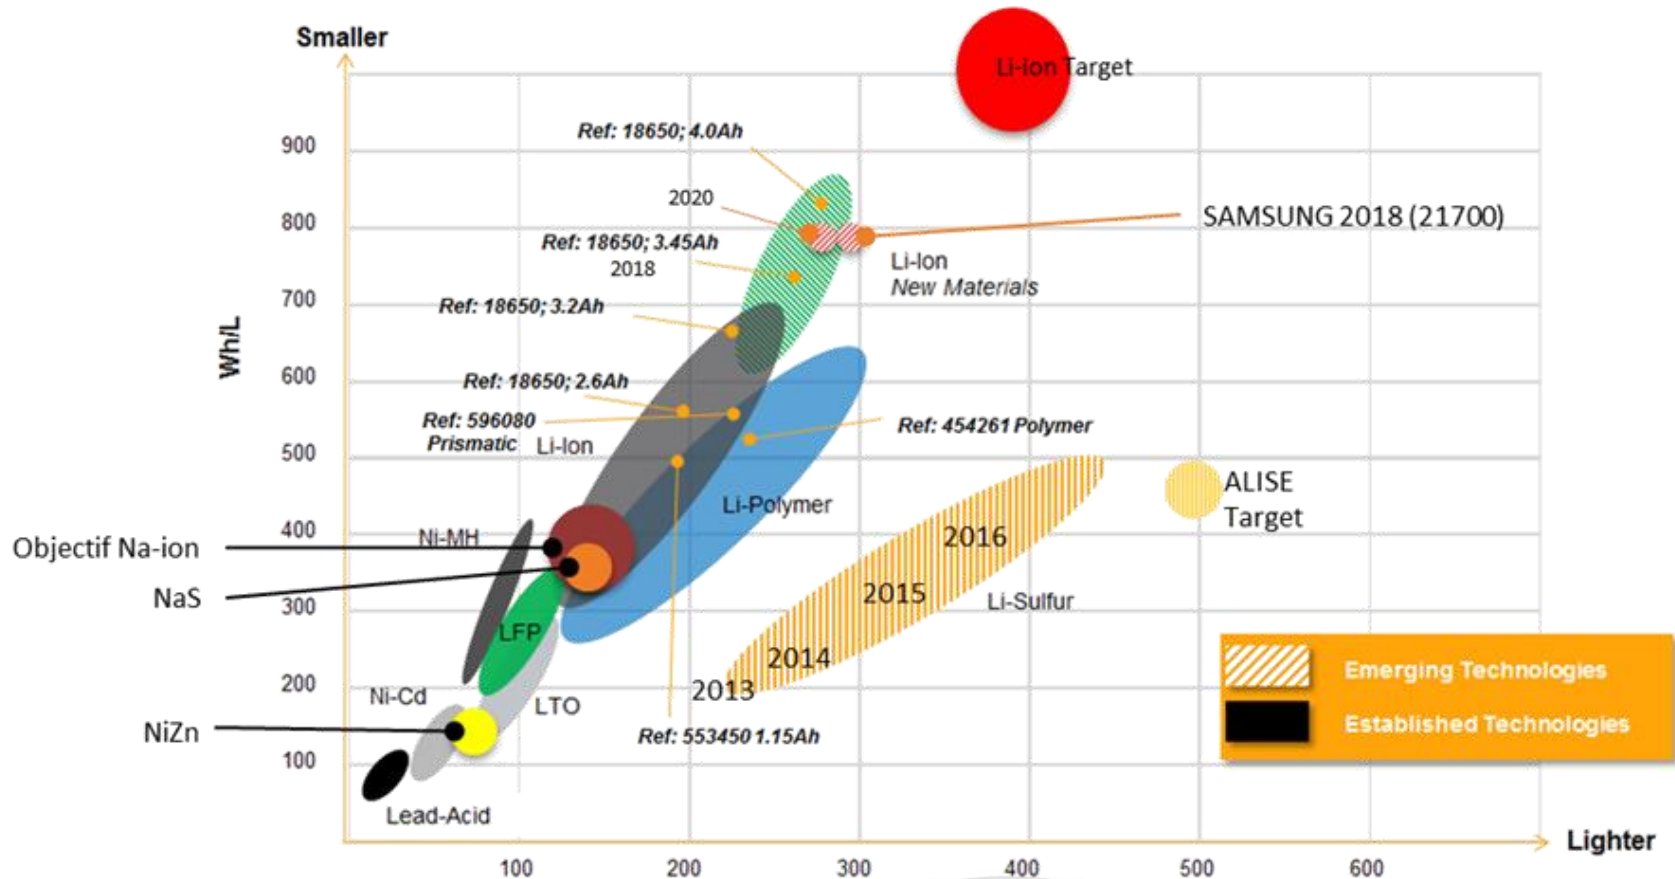 Smaller
Li-Ion Target
Ref: 18650; 4.0Ah
900
2020
SAMSUNG 2018 (21700)
800
Ref: 18650; 3.45Ah
2018
Li-Ion
New Materials
700
Ref: 18650; 3.2Ah
Wh/L
600
Ref: 18650; 2.6Ah
Ref: 596080
Prismatic
Li-Ion
Ref: 454261 Polymer
500
ALISE
Target
Li-Polymer
400
Ni-MH
2016
Objectif Na-ion
2015
NaS
300
Li-Sulfur
LFP
2014
Emerging Technologies
200
2013
Ni-Cd
LTO
Established Technologies
NiZn
Ref: 553450 1.15Ah
100
Lead-Acid
Lighter
100
200
300
400
500
600